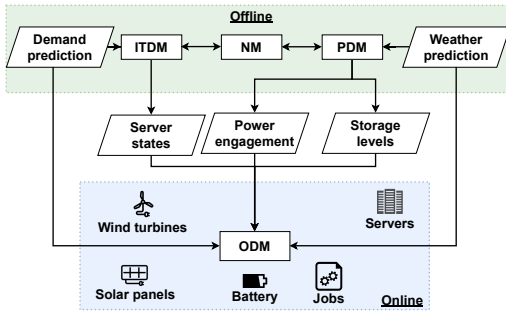 Offline
Demand
prediction
ITDM
NM
PDM
Weather
prediction
Server
states
Power
engagement
Storage
levels
Wind turbines
Servers
ODM
Solar panels
Battery
Jobs
Online